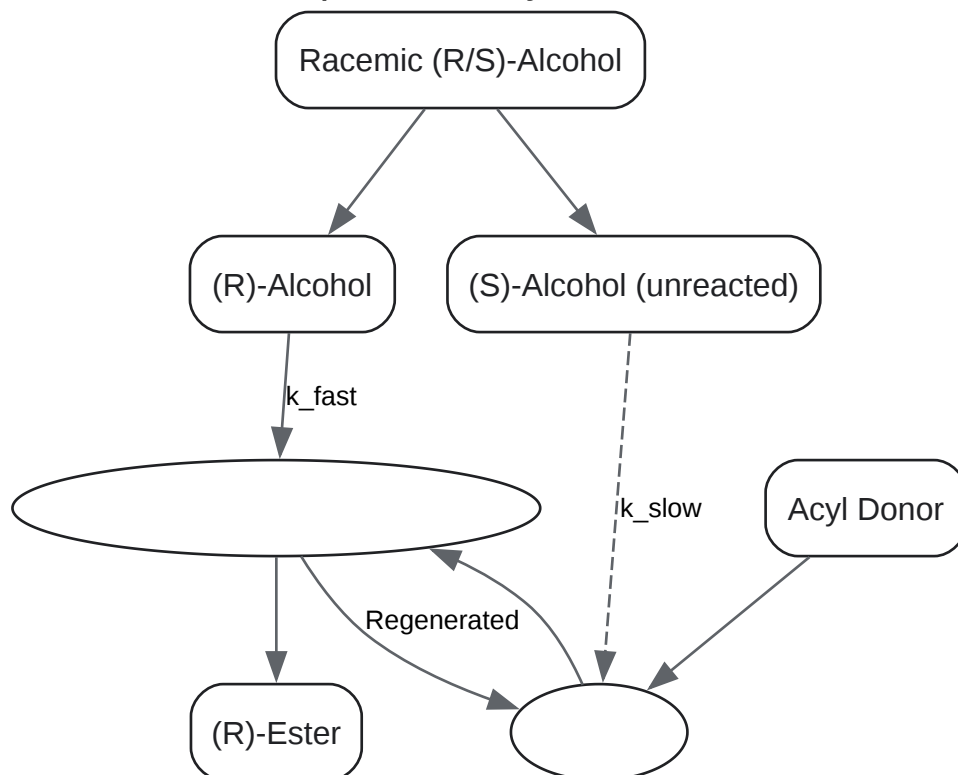 Racemic (R/S)-Alcohol
(R)-Alcohol
(S)-Alcohol (unreacted)
k_fast
k_slow
Acyl Donor
Regenerated
(R)-Ester